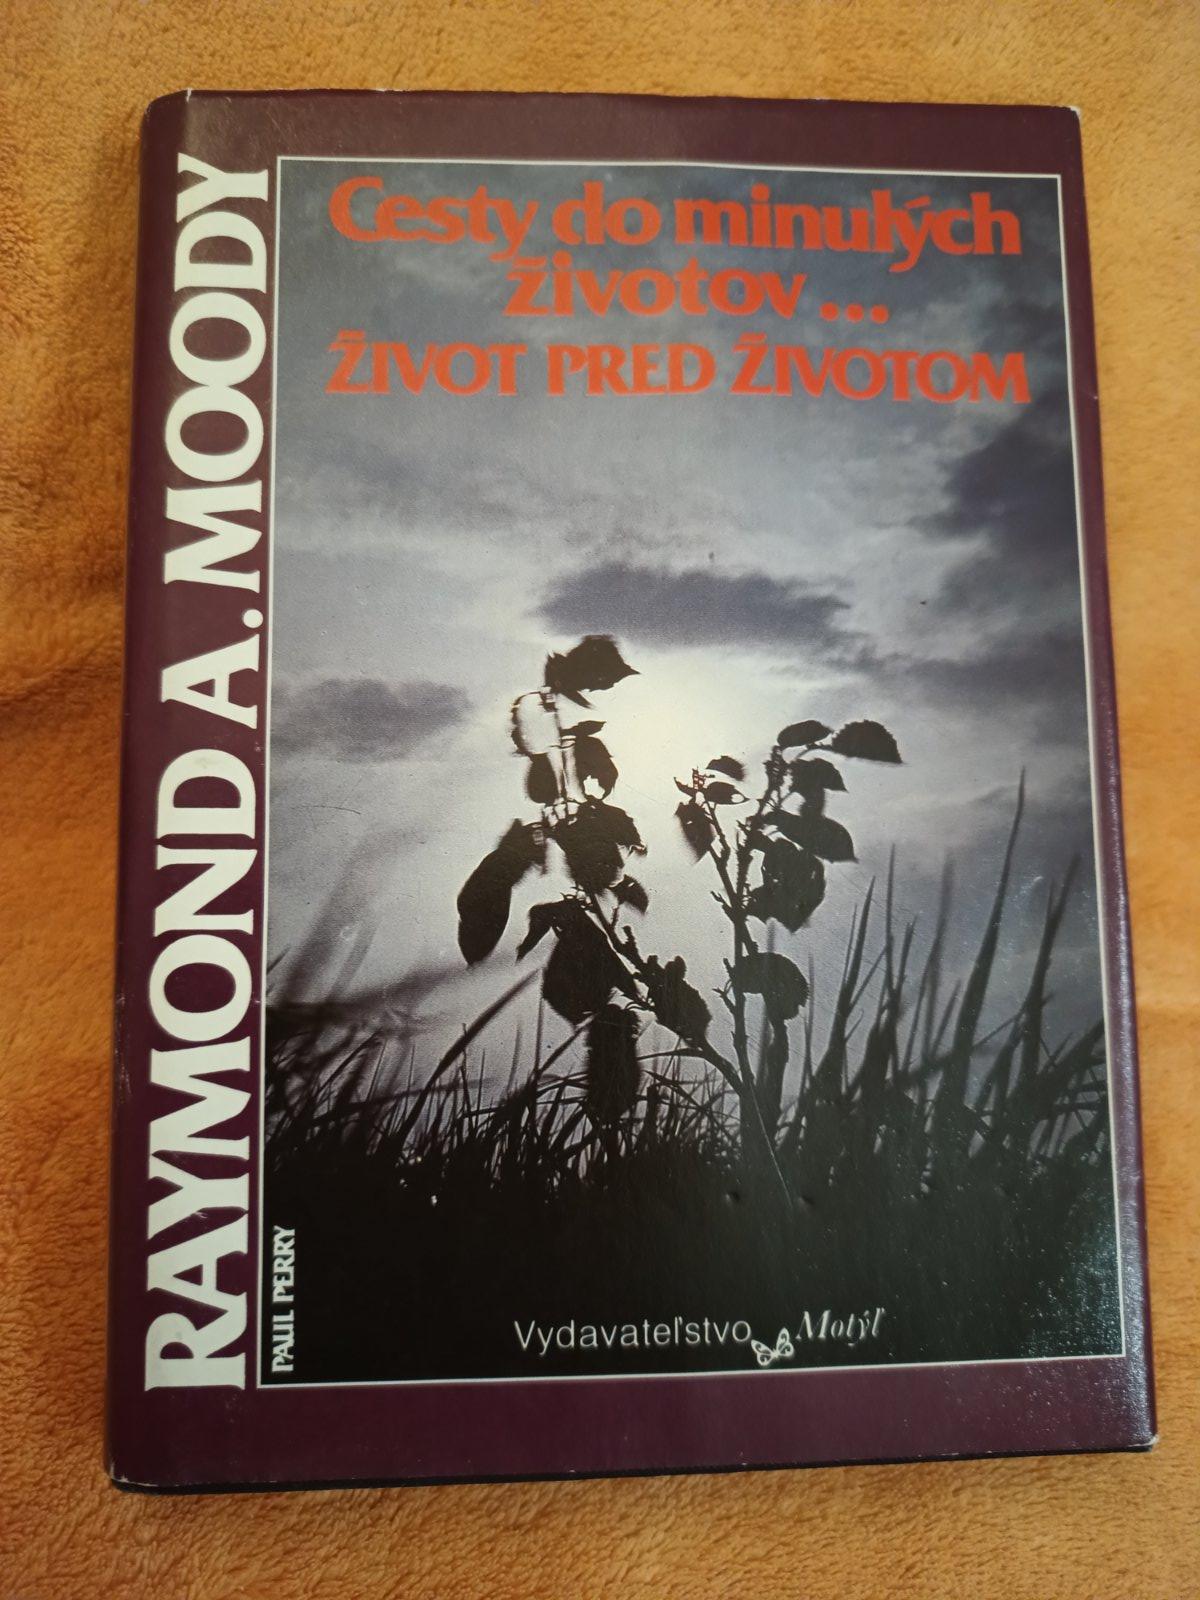 RAYMOND A. MOODY
Cesty do minulých
životov...
ŽIVOT PRED ŽIVOTOM
PAUL PERRY
Vydavateľstvo Motýľ